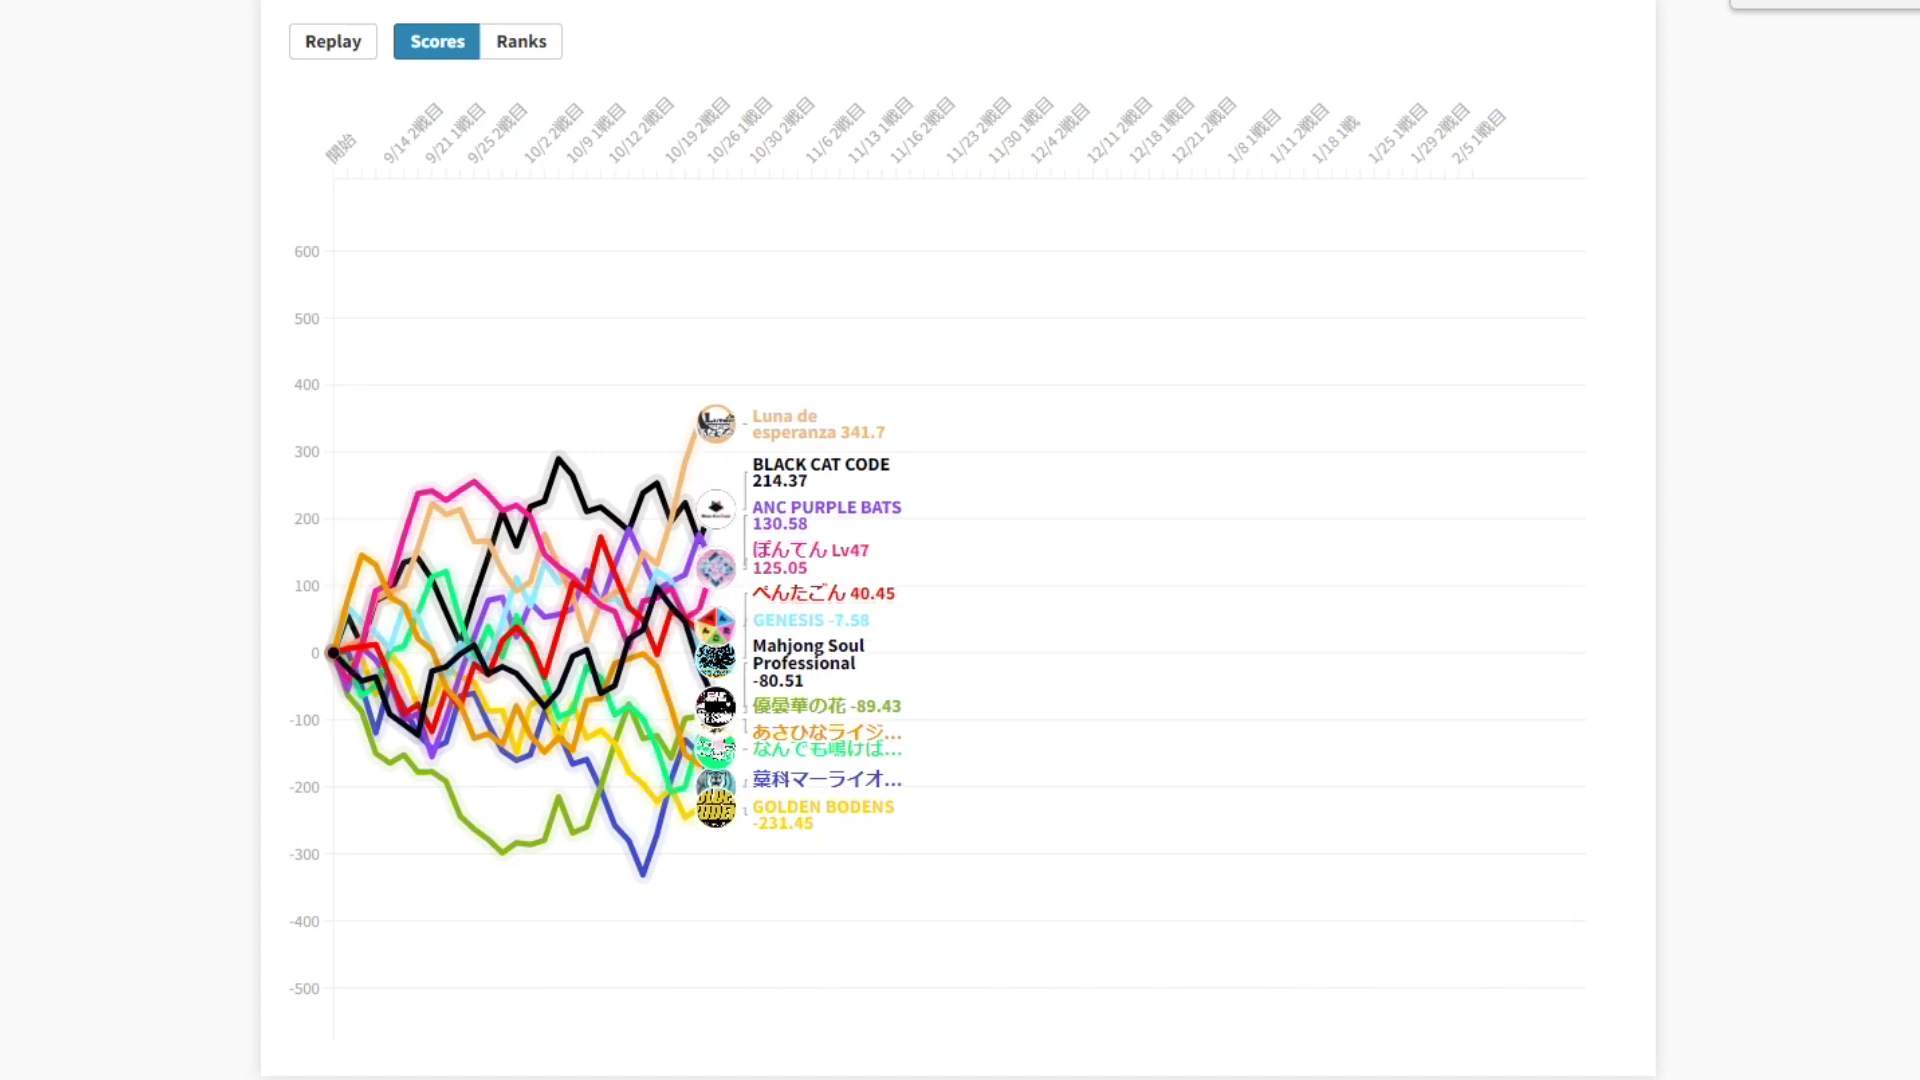 Replay
Scores
Ranks
開始
9/14 2戦目
9/21 1戦目
9/25 2戦目
10/2 2戦目
10/9 1戦目
10/12 2戦目
10/19 2戦目
10/26 1戦目
10/30 2戦目
11/6 2戦目
11/13 1戦目
11/16 2戦目
11/23 2戦目
11/30 1戦目
12/4 2戦目
12/11 2戦目
12/18 1戦目
12/21 2戦目
1/8 1戦目
1/11 2戦目
1/18 1戦
1/25 1戦目
1/29 2戦目
2/5 1戦目
600
500
400
300
200
100
0
-100
-200
-300
-400
-500
Luna de
esperanza 341.7
BLACK CAT CODE
214.37
ANC PURPLE BATS
130.58
ぽんてん Lv47
125.05
ぺんたごん 40.45
GENESIS -7.58
Mahjong Soul
Professional
-80.51
優曇華の花 -89.43
あさひなライジ...
なんでも鳴けば...
藁科マーライオ...
GOLDEN BODENS
-231.45